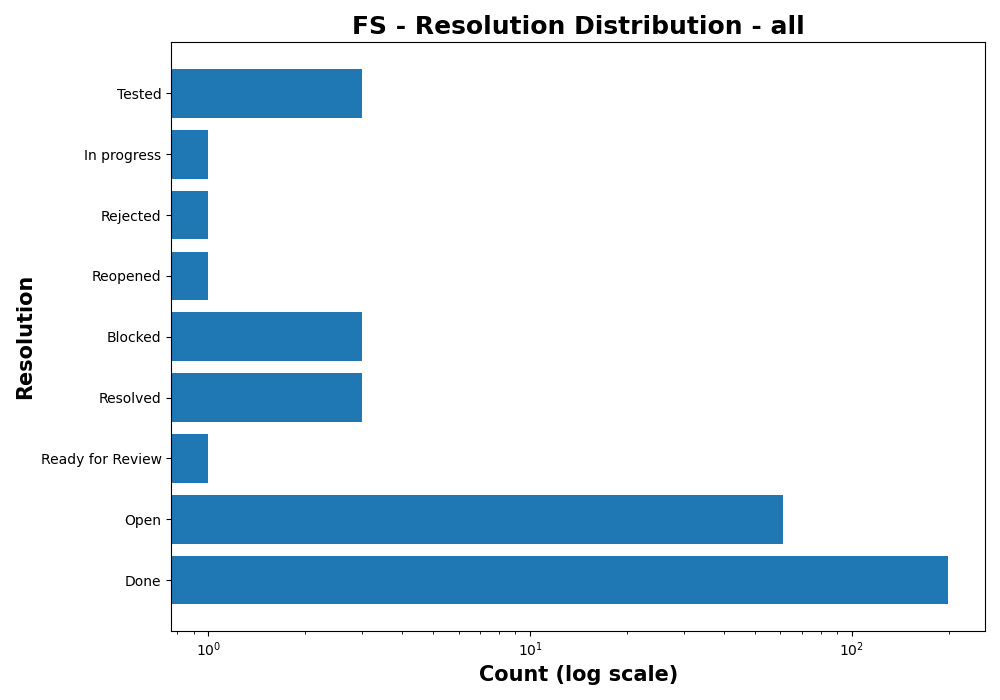 FS - Resolution Distribution - all
Tested
In progress
Rejected
Reopened
Blocked
Resolved
Ready for Review
Open
Done
Resolution
10⁰
10¹
10²
Count (log scale)